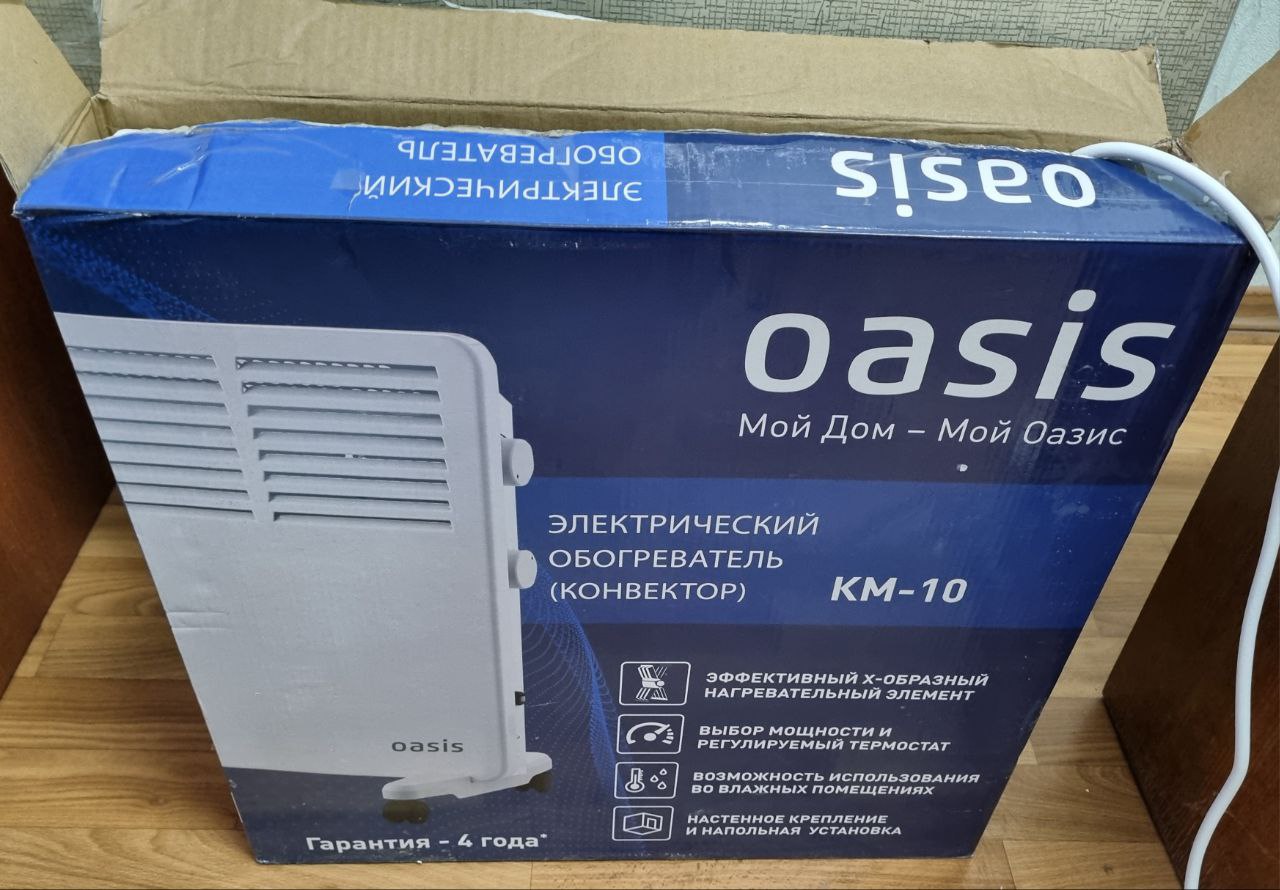 ЭЛЕКТРИЧЕСКИЙ
ОБОГРЕВАТЕЛЬ
oasis
oasis
Мой Дом – Мой Оазис
ЭЛЕКТРИЧЕСКИЙ
ОБОГРЕВАТЕЛЬ
(КОНВЕКТОР)
КМ-10
ЭФФЕКТИВНЫЙ Х-ОБРАЗНЫЙ
НАГРЕВАТЕЛЬНЫЙ ЭЛЕМЕНТ
ВЫБОР МОЩНОСТИ И
РЕГУЛИРУЕМЫЙ ТЕРМОСТАТ
ВОЗМОЖНОСТЬ ИСПОЛЬЗОВАНИЯ
ВО ВЛАЖНЫХ ПОМЕЩЕНИЯХ
НАСТЕННОЕ КРЕПЛЕНИЕ
И НАПОЛЬНАЯ УСТАНОВКА
oasis
Гарантия - 4 года*